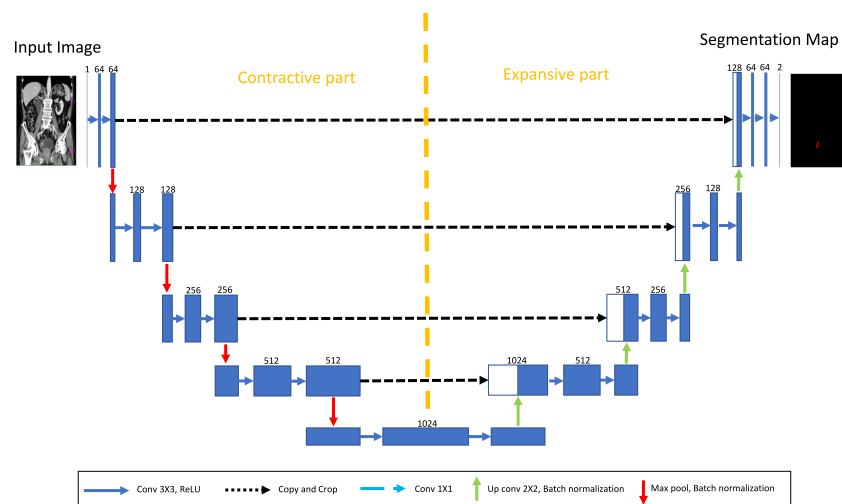 Input Image
Contractive part
Expansive part
Segmentation Map
1 64 64
128 64 64 2
128 128
256 128
256 256
512 256
512 512
1024 512
1024
Conv 3X3, ReLU
Copy and Crop
Conv 1X1
Up conv 2X2, Batch normalization
Max pool, Batch normalization